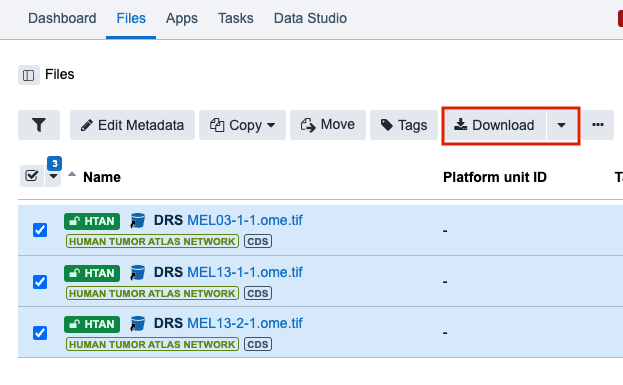 Dashboard Files Apps Tasks Data Studio
Files
Edit Metadata Copy Move Tags Download
3
Name Platform unit ID
HTAN DRS MEL03-1-1.ome.tif
HUMAN TUMOR ATLAS NETWORK CDS
-
HTAN DRS MEL13-1-1.ome.tif
HUMAN TUMOR ATLAS NETWORK CDS
-
HTAN DRS MEL13-2-1.ome.tif
HUMAN TUMOR ATLAS NETWORK CDS
-